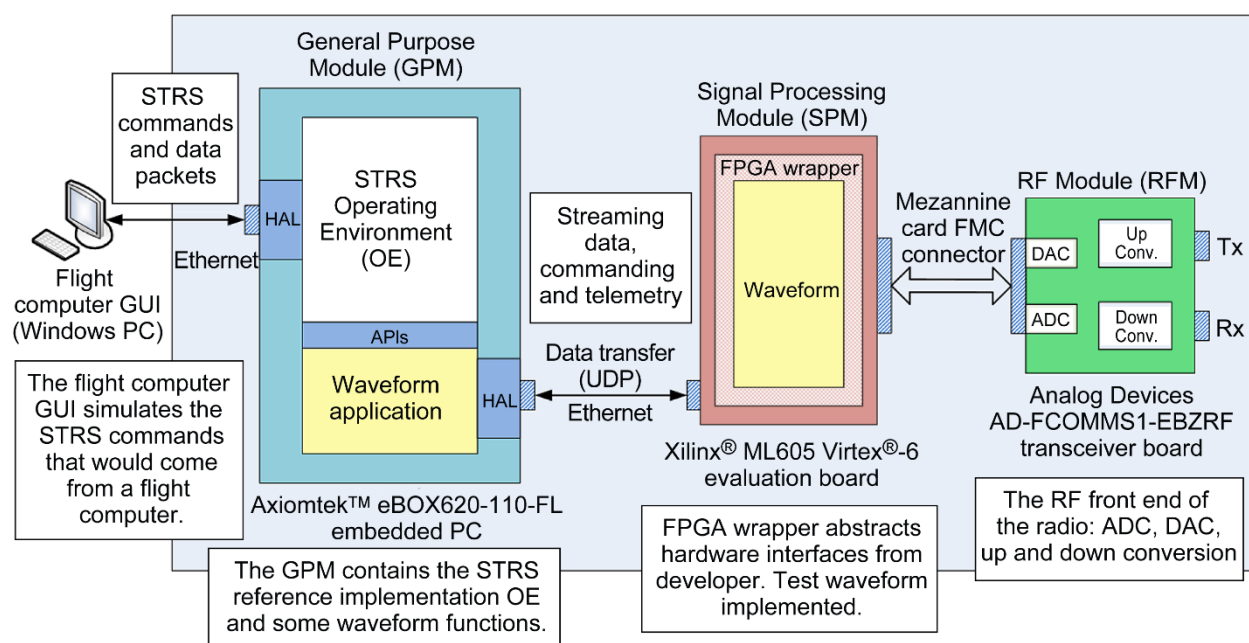 General Purpose
Module (GPM)
STRS
commands
and data
packets
HAL
STRS
Operating
Environment
(OE)
APIs
Waveform
application
HAL
Ethernet
Flight
computer GUI
(Windows PC)
The flight computer
GUI simulates the
STRS commands
that would come
from a flight
computer.
Axiomtek™ eBOX620-110-FL
embedded PC
The GPM contains the STRS
reference implementation OE
and some waveform functions.
Streaming
data,
commanding
and telemetry
Data transfer
(UDP)
Ethernet
Signal Processing
Module (SPM)
FPGA wrapper
Waveform
Xilinx® ML605 Virtex®-6
evaluation board
FPGA wrapper abstracts
hardware interfaces from
developer. Test waveform
implemented.
Mezannine
card FMC
connector
RF Module (RFM)
DAC
Up
Conv.
Tx
ADC
Down
Conv.
Rx
Analog Devices
AD-FCOMMS1-EBZRF
transceiver board
The RF front end of
the radio: ADC, DAC,
up and down conversion